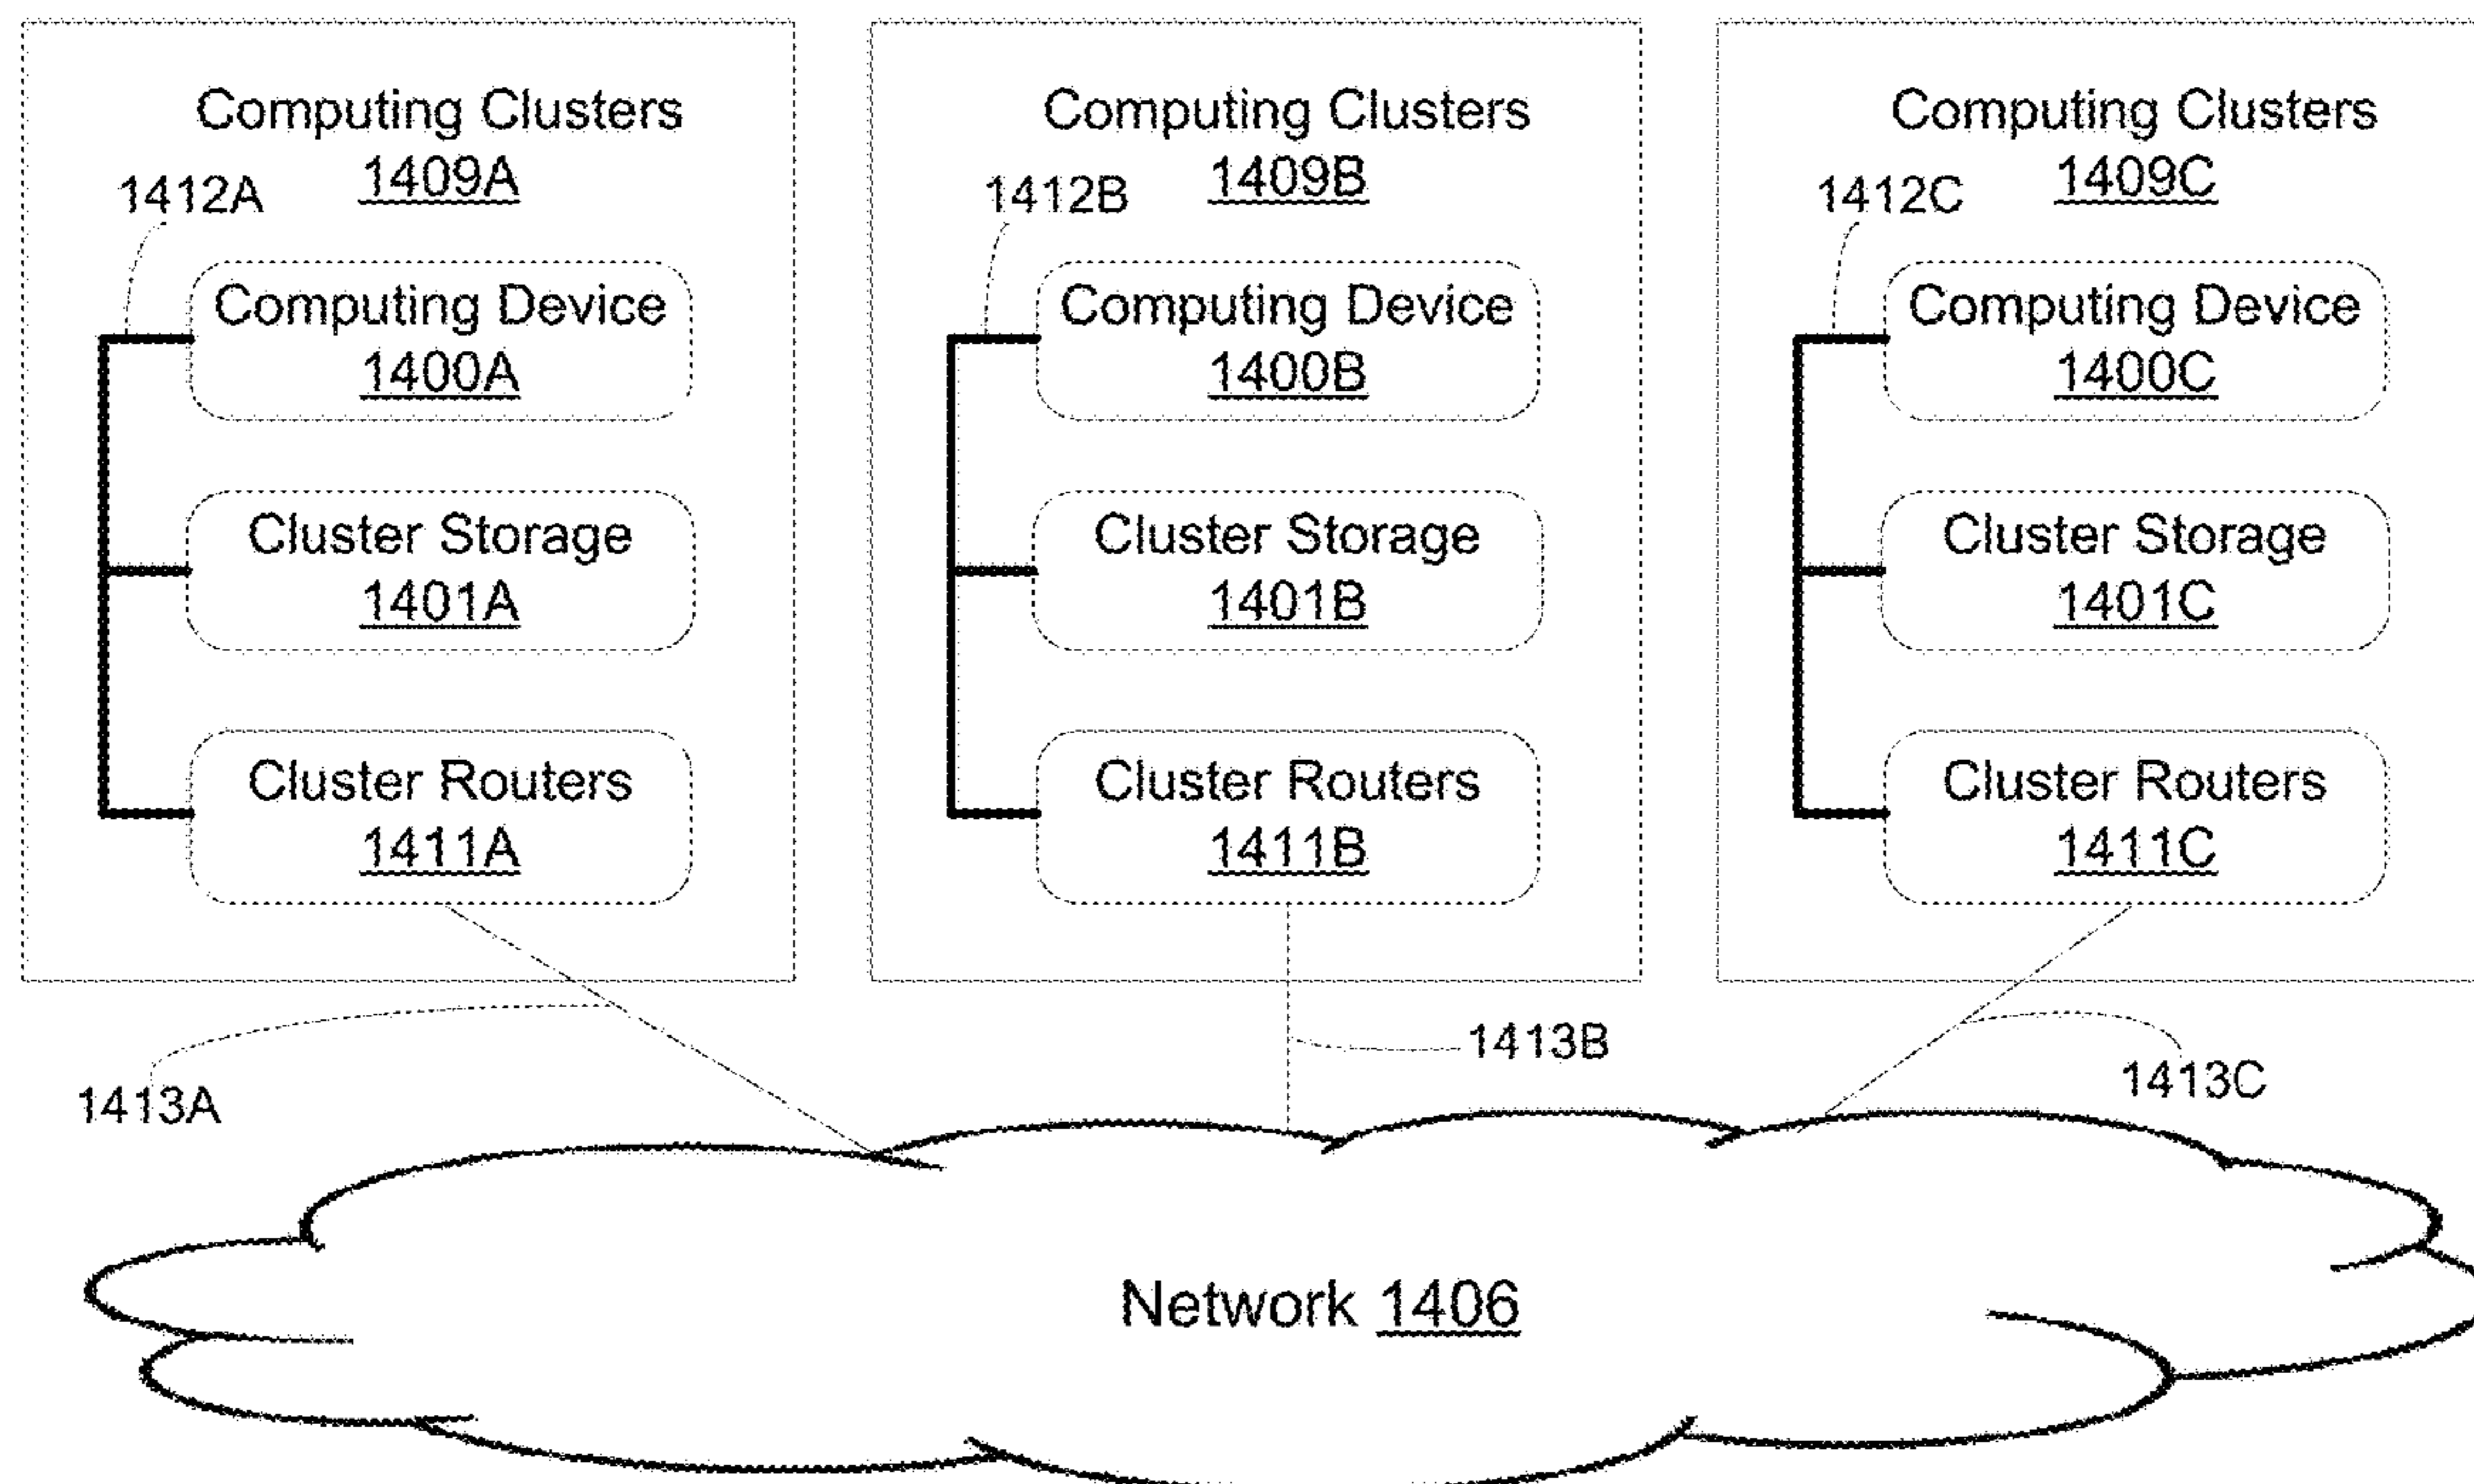 Computing Clusters
1409A
1412A
Computing Device
1400A
Cluster Storage
1401A
Cluster Routers
1411A
Computing Clusters
1409B
1412B
Computing Device
1400B
Cluster Storage
1401B
Cluster Routers
1411B
Computing Clusters
1409C
1412C
Computing Device
1400C
Cluster Storage
1401C
Cluster Routers
1411C
1413A
1413B
1413C
Network 1406